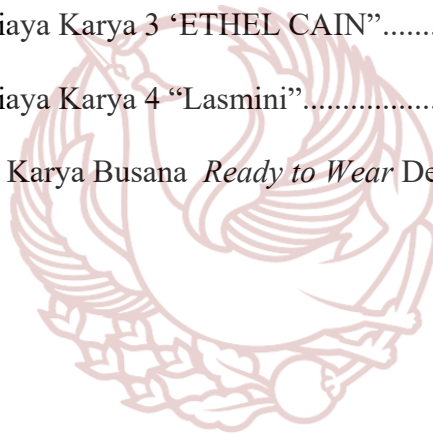 iaya Karya 3 ‘ETHEL CAIN”.......
iaya Karya 4 “Lasmini”.................
Karya Busana Ready to Wear De